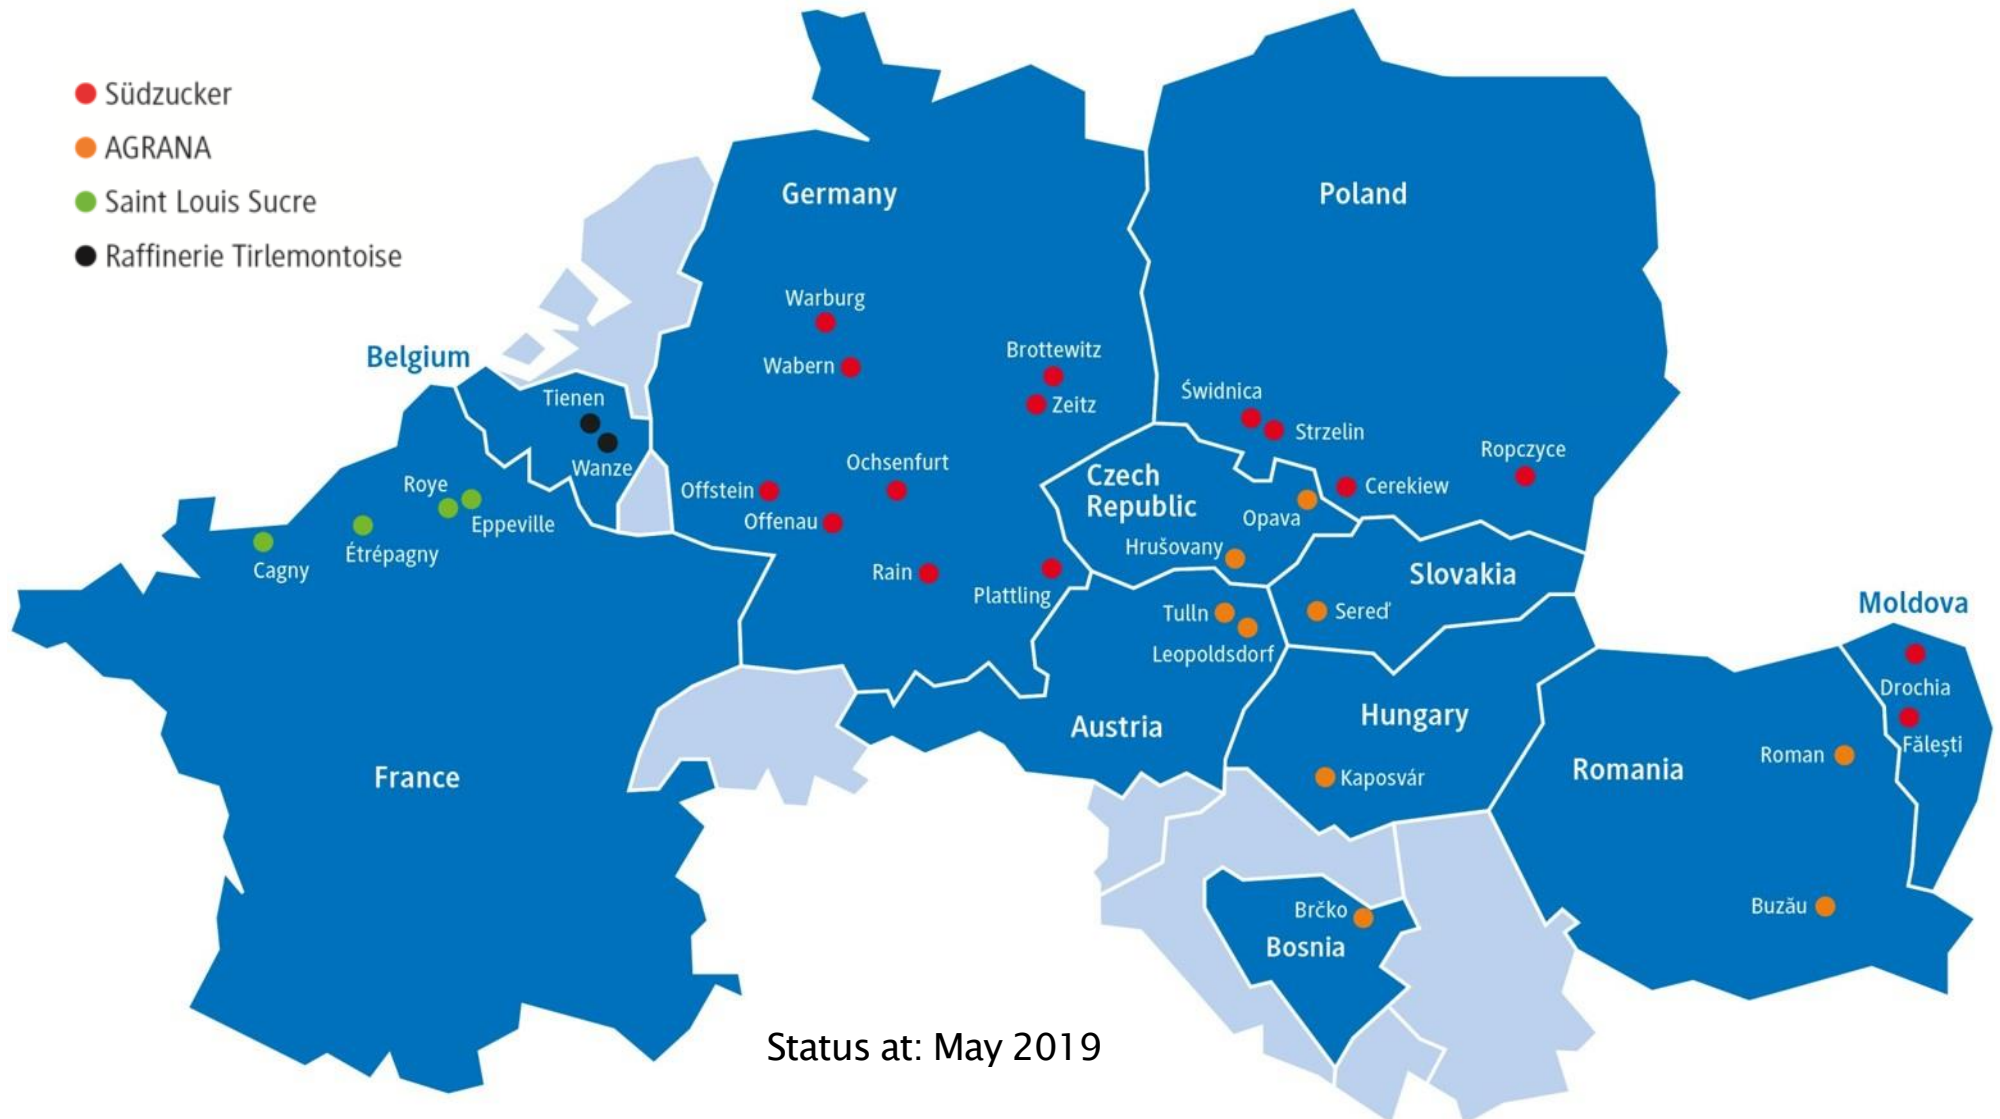 Südzucker
AGRANA
Saint Louis Sucre
Raffinerie Tirlemontoise
Germany
Poland
Warburg
Wabern
Brottewitz
Zeitz
Belgium
Tienen
Wanze
Świdnica
Strzelin
Ropczyce
Cerekiew
Ochsenfurt
Offstein
Offenau
Rain
Plattling
Roye
Eppeville
Étrépagny
Cagny
Czech
Republic
Opava
Hrušovany
Slovakia
Sereď
Tulln
Leopoldsdorf
Moldova
Drochia
Fălești
Austria
Hungary
Kaposvár
Romania
Roman
Buzău
France
Brčko
Bosnia
Status at: May 2019